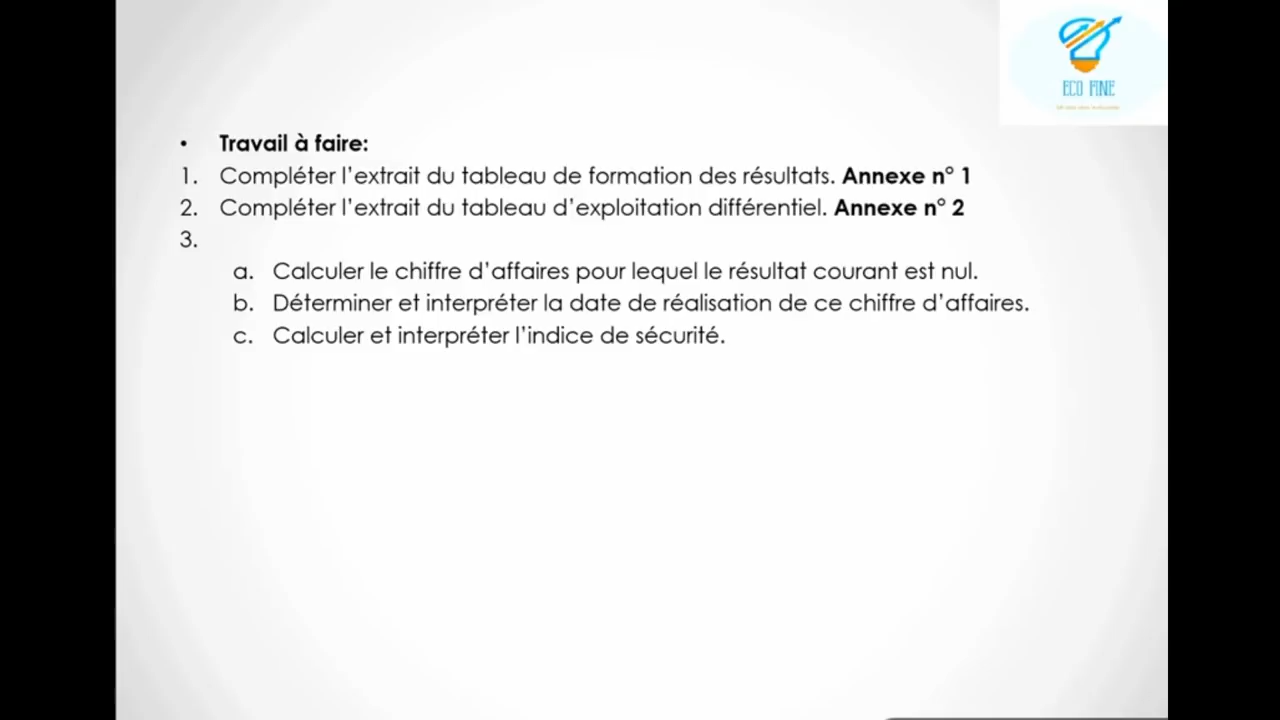 ECO FINE
• Travail à faire:
1. Compléter l'extrait du tableau de formation des résultats. Annexe n° 1
2. Compléter l'extrait du tableau d'exploitation différentiel. Annexe n° 2
3.
a. Calculer le chiffre d'affaires pour lequel le résultat courant est nul.
b. Déterminer et interpréter la date de réalisation de ce chiffre d'affaires.
c. Calculer et interpréter l'indice de sécurité.